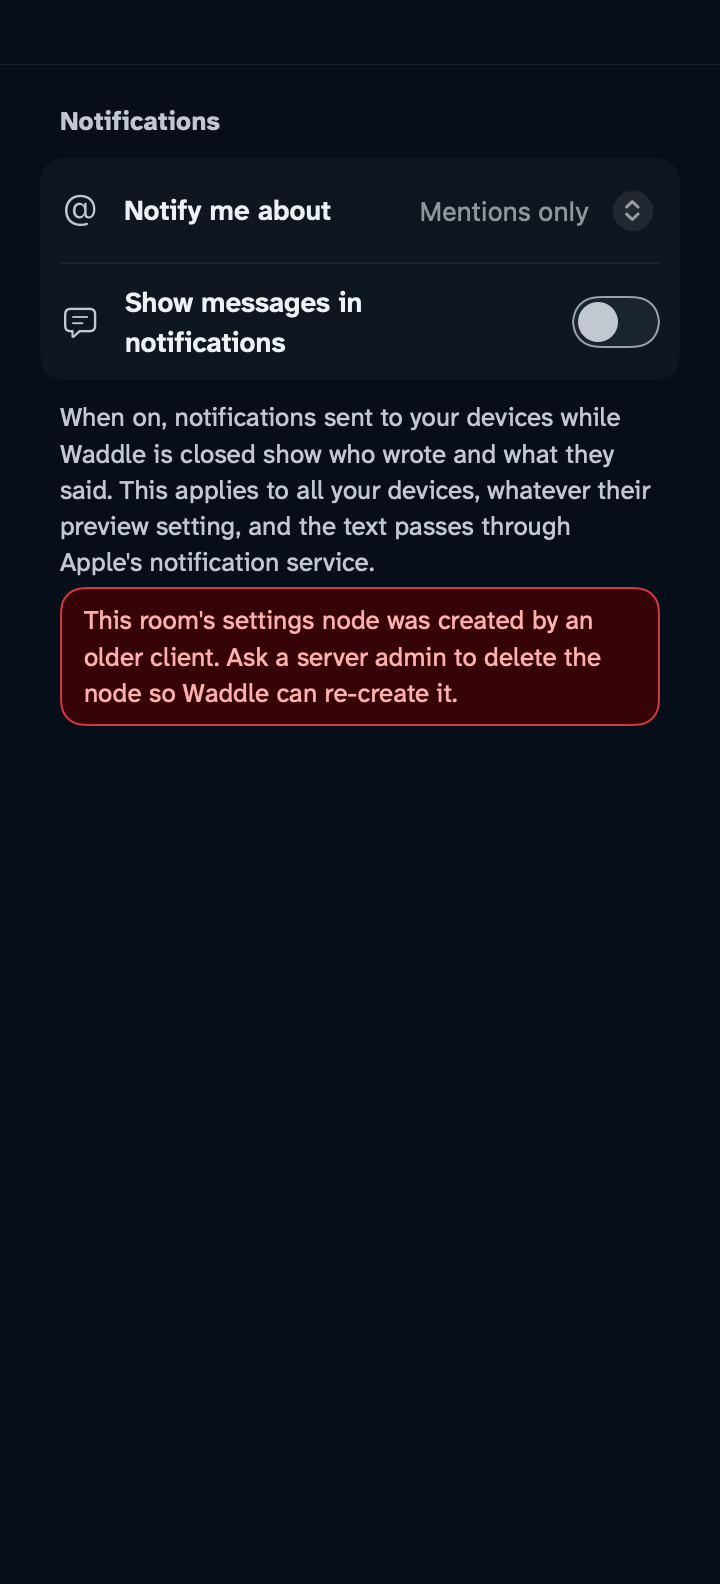 Notifications
@ Notify me about Mentions only
Show messages in
notifications
When on, notifications sent to your devices while
Waddle is closed show who wrote and what they
said. This applies to all your devices, whatever their
preview setting, and the text passes through
Apple's notification service.
This room's settings node was created by an
older client. Ask a server admin to delete the
node so Waddle can re-create it.